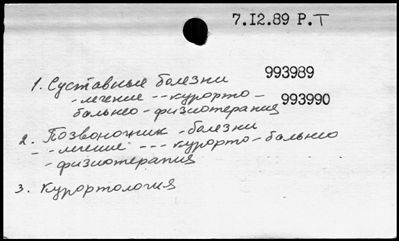 7.I2.89 Р.Т
1. Суставные болезни 993989
- лечение -- курорто-
бальнео-физиотерапия 993990
2. Позвоночник - болезни
- - лечение --- курорто-бальнео
- физиотерапия
3. Курортология